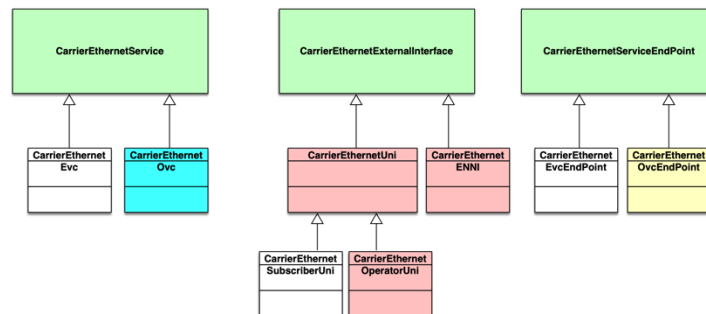 CarrierEthernetService
CarrierEthernetExternalInterface
CarrierEthernetServiceEndPoint
CarrierEthernet
Evc
CarrierEthernet
Ovc
CarrierEthernetUni
CarrierEthernet
ENNI
CarrierEthernet
EvcEndPoint
CarrierEthernet
OvcEndPoint
CarrierEthernet
SubscriberUni
CarrierEthernet
OperatorUni